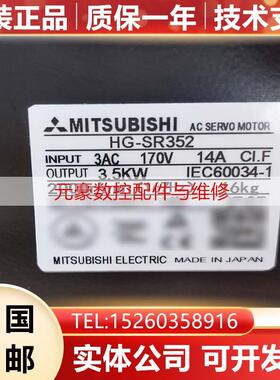 装正品 质保一年 技术支
MITSUBISHI AC SERVO MOTOR
HG-SR352
INPUT 3AC 170V 14A Cl.F
OUTPUT 3.5KW IEC60034-1
元豪数控配件与维修
MITSUBISHI ELECTRIC MADE IN JAPAN
国
邮
TEL:15260358916
实体公司 可开发